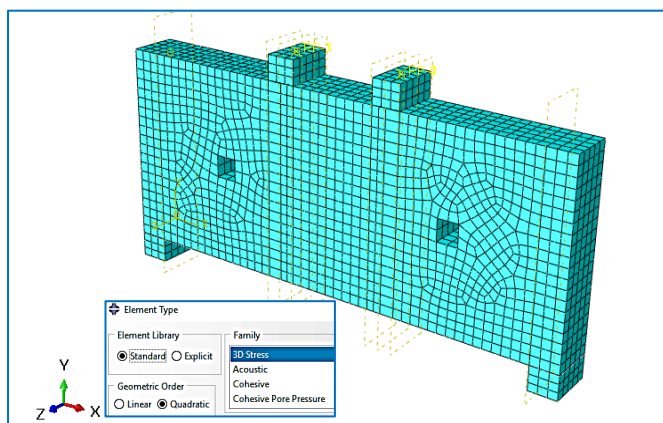 Element Type
Element Library
Standard Explicit
Geometric Order
Linear Quadratic
Family
3D Stress
Acoustic
Cohesive
Cohesive Pore Pressure
Y
Z X